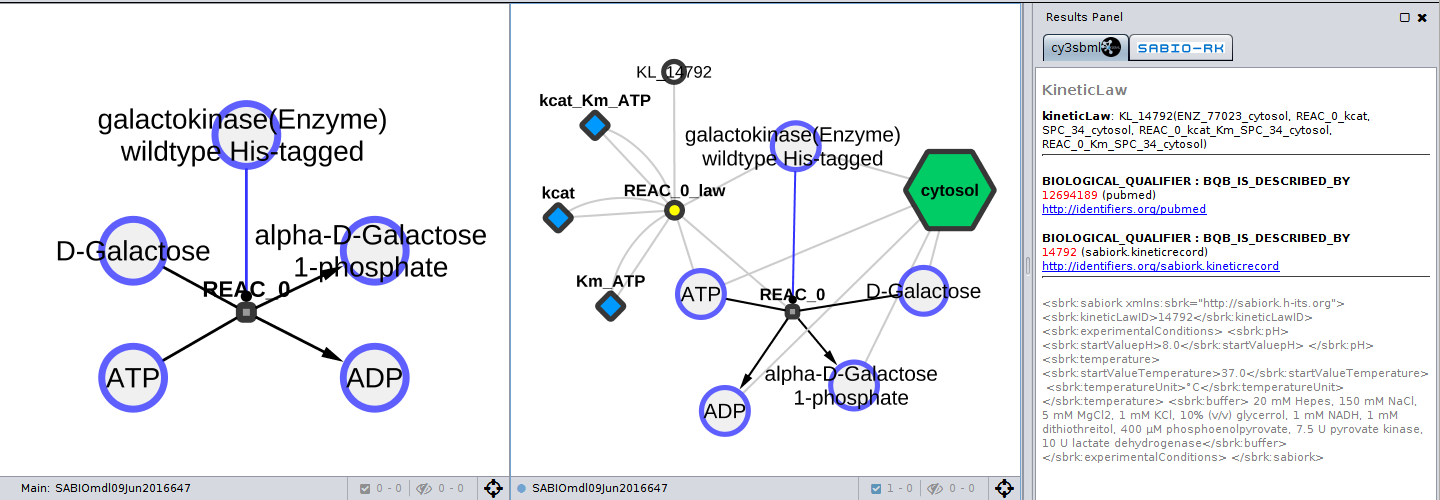 galactokinase(Enzyme)
wildtype His-tagged
D-Galactose
alpha-D-Galactose
1-phosphate
REAC_0
ATP
ADP
Main: SABIOmdl09Jun2016647
0 - 0
0 - 0
KL_14792
kcat_Km_ATP
galactokinase(Enzyme)
wildtype His-tagged
kcat
REAC_0_law
cytosol
Km_ATP
ATP
REAC_0
D-Galactose
alpha-D-Galactose
1-phosphate
ADP
SABIOmdl09Jun2016647
1 - 0
0 - 0
Results Panel
cy3sbml
SABIO-RK
KineticLaw
kineticLaw: KL_14792(ENZ_77023_cytosol, REAC_0_kcat,
SPC_34_cytosol, REAC_0_kcat_Km_SPC_34_cytosol,
REAC_0_Km_SPC_34_cytosol)
BIOLOGICAL_QUALIFIER : BQB_IS_DESCRIBED_BY
12694189 (pubmed)
http://identifiers.org/pubmed
BIOLOGICAL_QUALIFIER : BQB_IS_DESCRIBED_BY
14792 (sabiork.kineticrecord)
http://identifiers.org/sabiork.kineticrecord
<sbrk:sabiork xmlns:sbrk="http://sabiork.h-its.org">
<sbrk:kineticLawID>14792</sbrk:kineticLawID>
<sbrk:experimentalConditions> <sbrk:pH>
<sbrk:startValuepH>8.0</sbrk:startValuepH> </sbrk:pH>
<sbrk:temperature>
<sbrk:startValueTemperature>37.0</sbrk:startValueTemperature>
<sbrk:temperatureUnit>°C</sbrk:temperatureUnit>
</sbrk:temperature> <sbrk:buffer> 20 mM Hepes, 150 mM NaCl,
5 mM MgCl2, 1 mM KCl, 10% (v/v) glycerrol, 1 mM NADH, 1 mM
dithiothreitol, 400 µM phosphoenolpyrovate, 7.5 U pyrovate kinase,
10 U lactate dehydrogenase</sbrk:buffer>
</sbrk:experimentalConditions> </sbrk:sabiork>